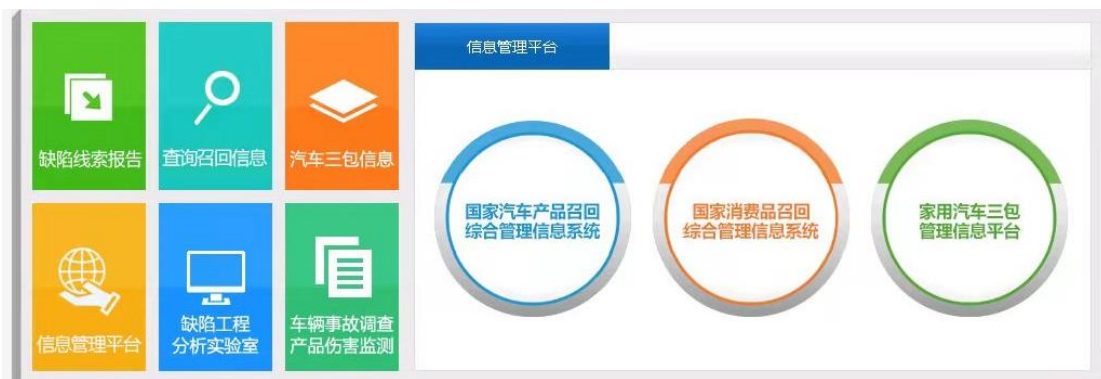 缺陷线索报告
查询召回信息
汽车三包信息
信息管理平台
缺陷工程
分析实验室
车辆事故调查
产品伤害监测
信息管理平台
国家汽车产品召回
综合管理信息系统
国家消费品召回
综合管理信息系统
家用汽车三包
管理信息平台